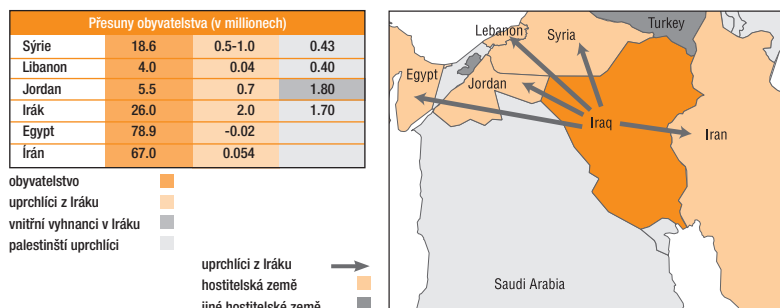 Přesuny obyvatelstva (v millionech)
Sýrie 18.6 0.5-1.0 0.43
Libanon 4.0 0.04 0.40
Jordan 5.5 0.7 1.80
Irák 26.0 2.0 1.70
Egypt 78.9 -0.02
Írán 67.0 0.054
obyvatelstvo
uprchlíci z Iráku
vnitřní vyhnanci v Iráku
palestinští uprchlíci
uprchlíci z Iráku
hostitelské země
jiné hostitelské země
Turkey
Lebanon
Syria
Egypt
Jordan
Iraq
Iran
Saudi Arabia